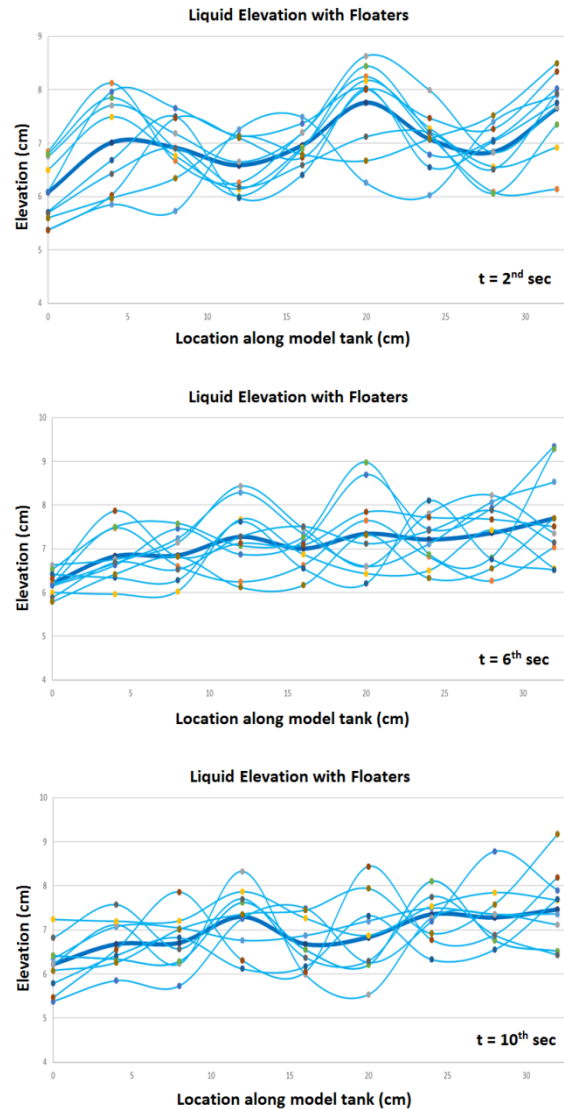 Liquid Elevation with Floaters
9
8
7
6
5
4
Elevation (cm)
0 5 10 15 20 25 30
t = 2nd sec
Location along model tank (cm)
Liquid Elevation with Floaters
10
9
8
7
6
5
4
Elevation (cm)
0 5 10 15 20 25 30
t = 6th sec
Location along model tank (cm)
Liquid Elevation with Floaters
10
9
8
7
6
5
4
Elevation (cm)
0 5 10 15 20 25 30
t = 10th sec
Location along model tank (cm)